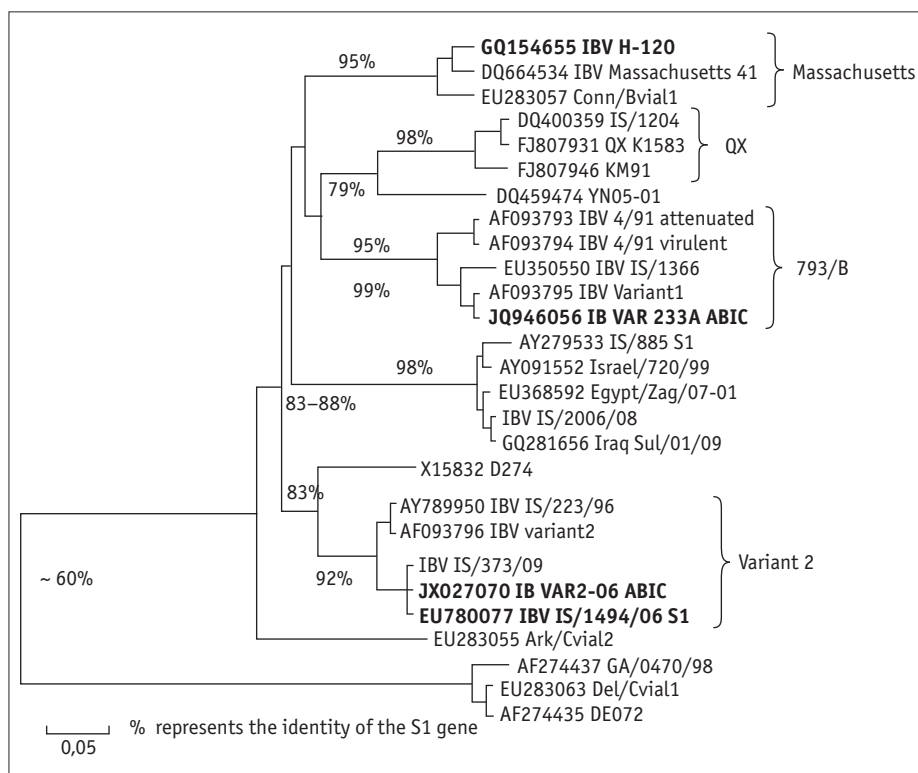 GQ154655 IBV H-120
95%
DQ664534 IBV Massachusetts 41
Massachusetts
EU283057 Conn/Bvial1
DQ400359 IS/1204
98%
FJ807931 QX K1583
QX
FJ807946 KM91
79%
DQ459474 YN05-01
AF093793 IBV 4/91 attenuated
95%
AF093794 IBV 4/91 virulent
EU350550 IBV IS/1366
793/B
99%
AF093795 IBV Variant1
JQ946056 IB VAR 233A ABIC
AY279533 IS/885 S1
98%
AY091552 Israel/720/99
83–88%
EU368592 Egypt/Zag/07-01
IBV IS/2006/08
GQ281656 Iraq Sul/01/09
X15832 D274
83%
AY789950 IBV IS/223/96
AF093796 IBV variant2
Variant 2
~ 60%
92%
IBV IS/373/09
JX027070 IB VAR2-06 ABIC
EU780077 IBV IS/1494/06 S1
EU283055 Ark/Cvial2
AF274437 GA/0470/98
EU283063 Del/Cvial1
AF274435 DE072
% represents the identity of the S1 gene
0,05